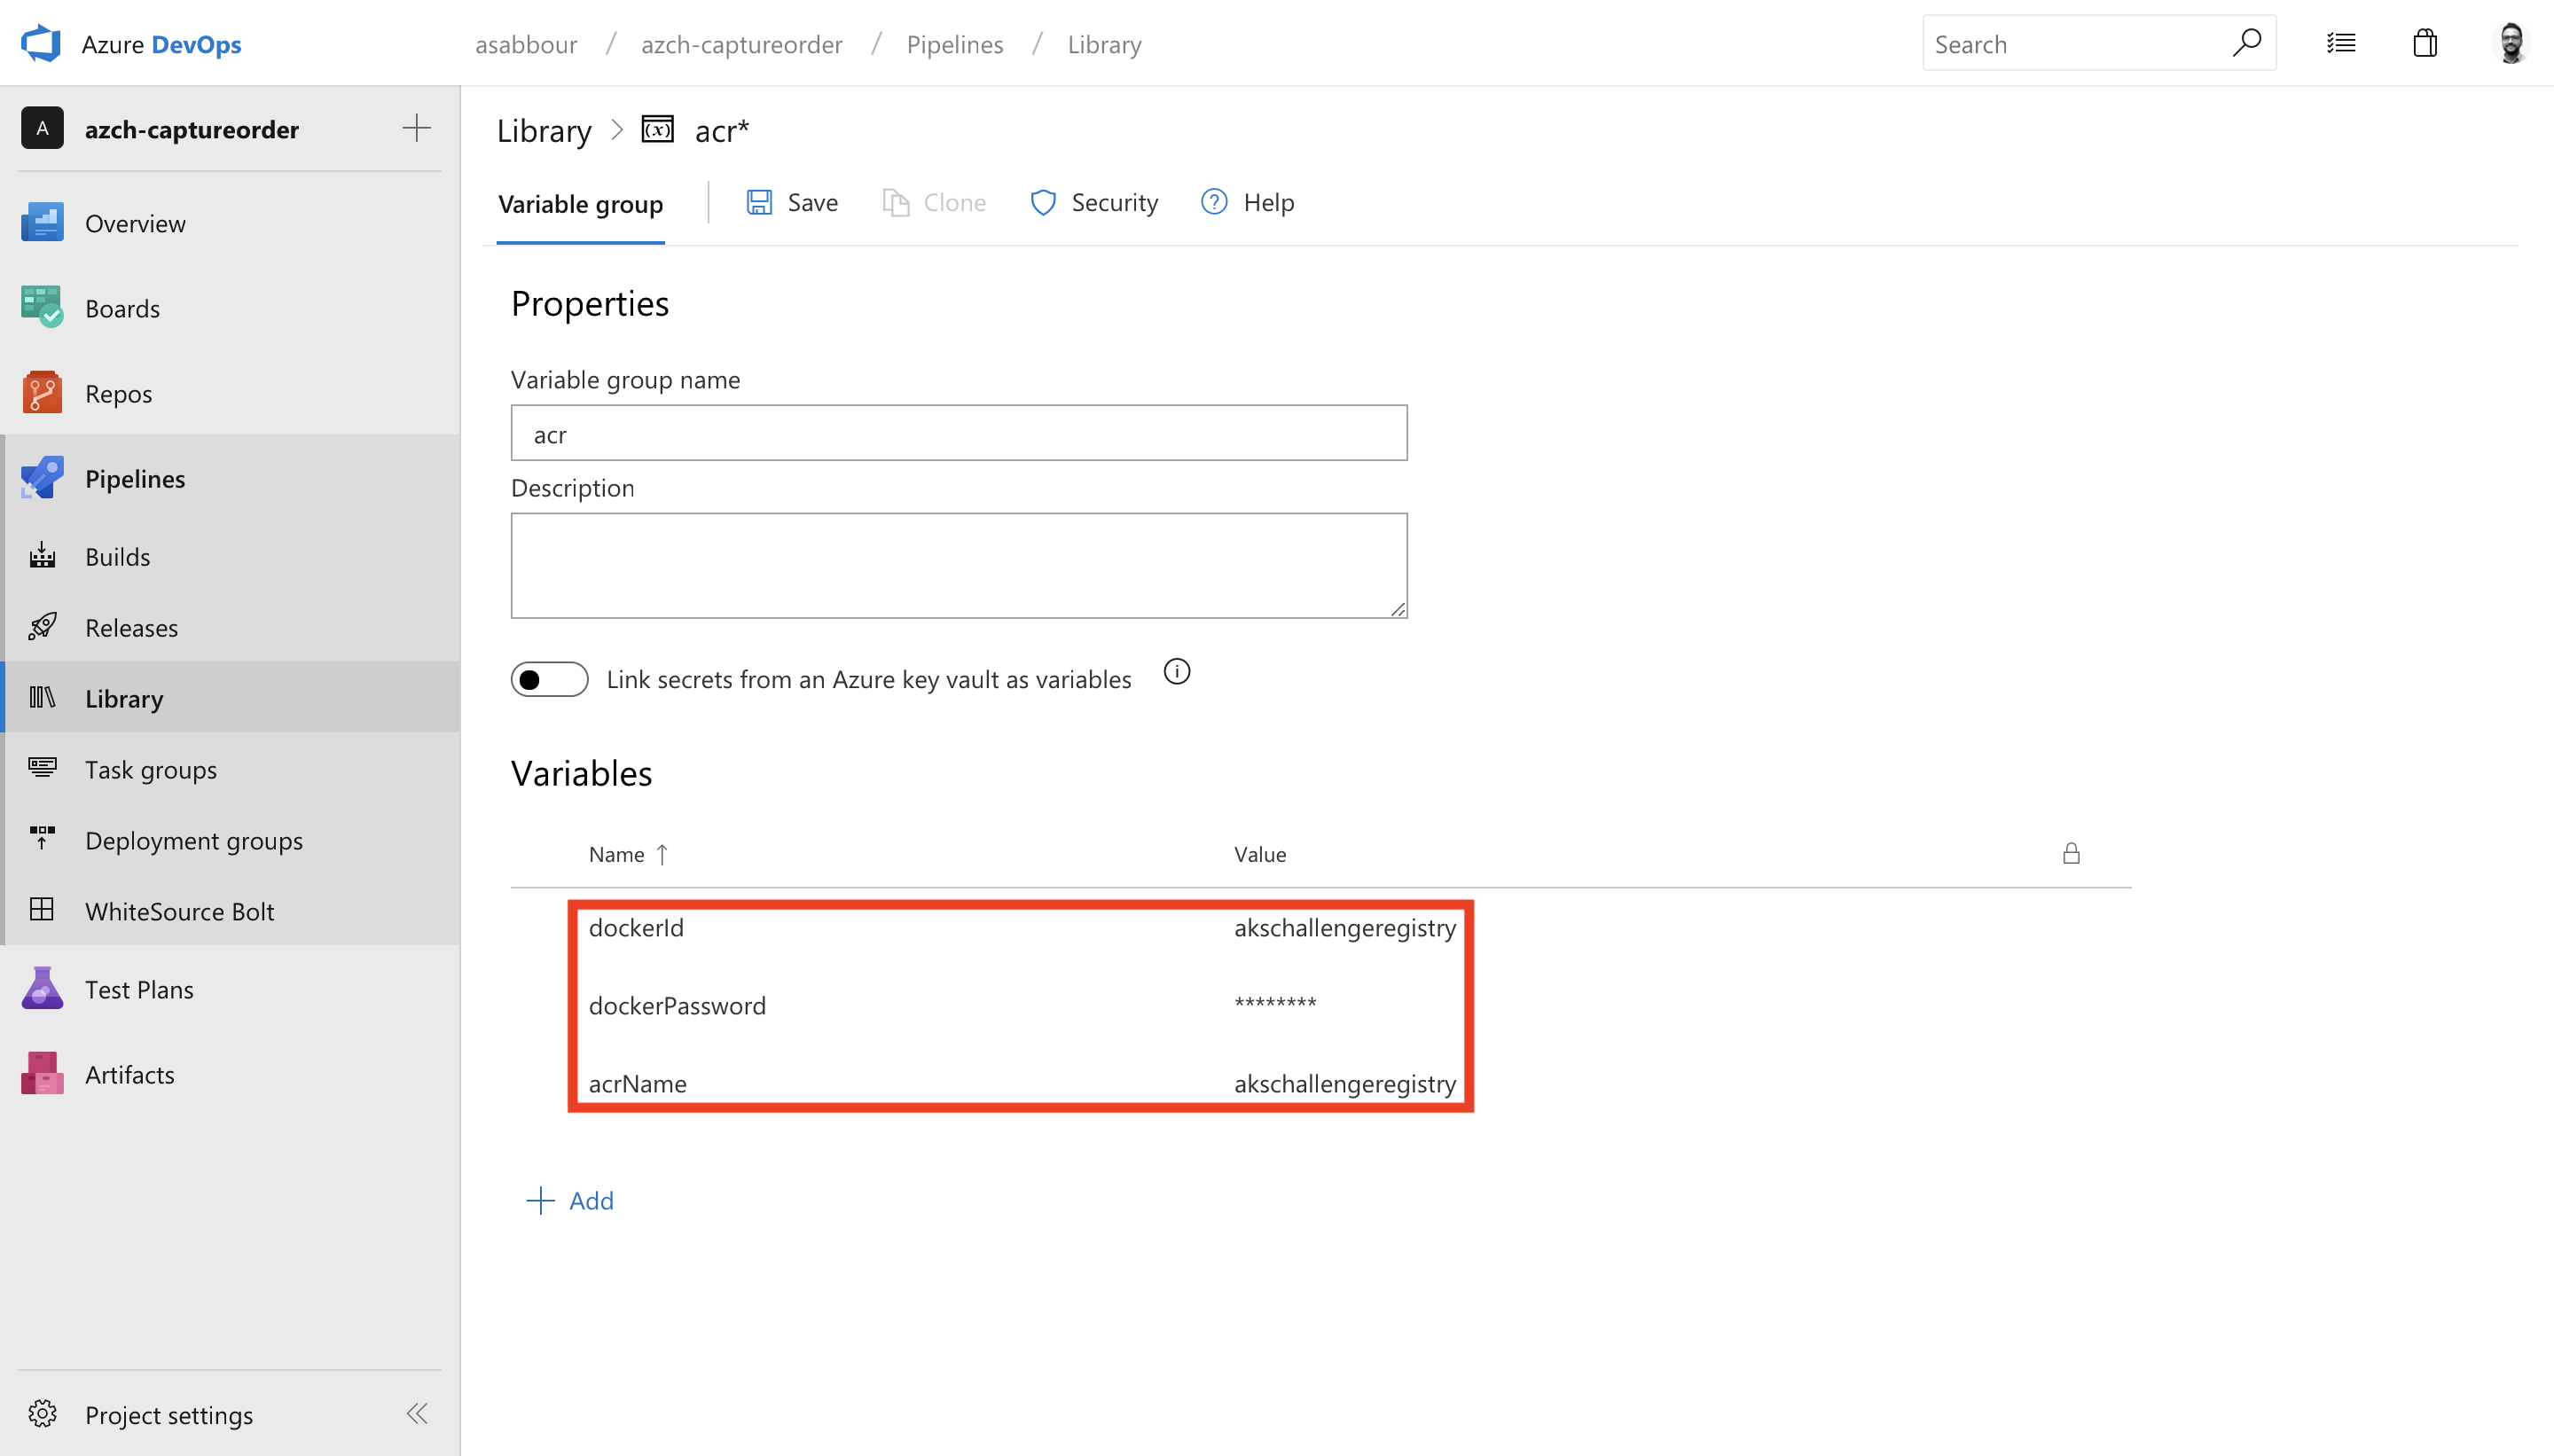 Azure DevOps
asabbour / azch-captureorder / Pipelines / Library
Search
A azch-captureorder
Overview
Boards
Repos
Pipelines
Builds
Releases
Library
Task groups
Deployment groups
WhiteSource Bolt
Test Plans
Artifacts
Project settings
Library > (x) acr*
Variable group Save Clone Security ? Help
Properties
Variable group name
acr
Description
Link secrets from an Azure key vault as variables i
Variables
Name ↑ Value
dockerId akschallengeregistry
dockerPassword ********
acrName akschallengeregistry
+ Add